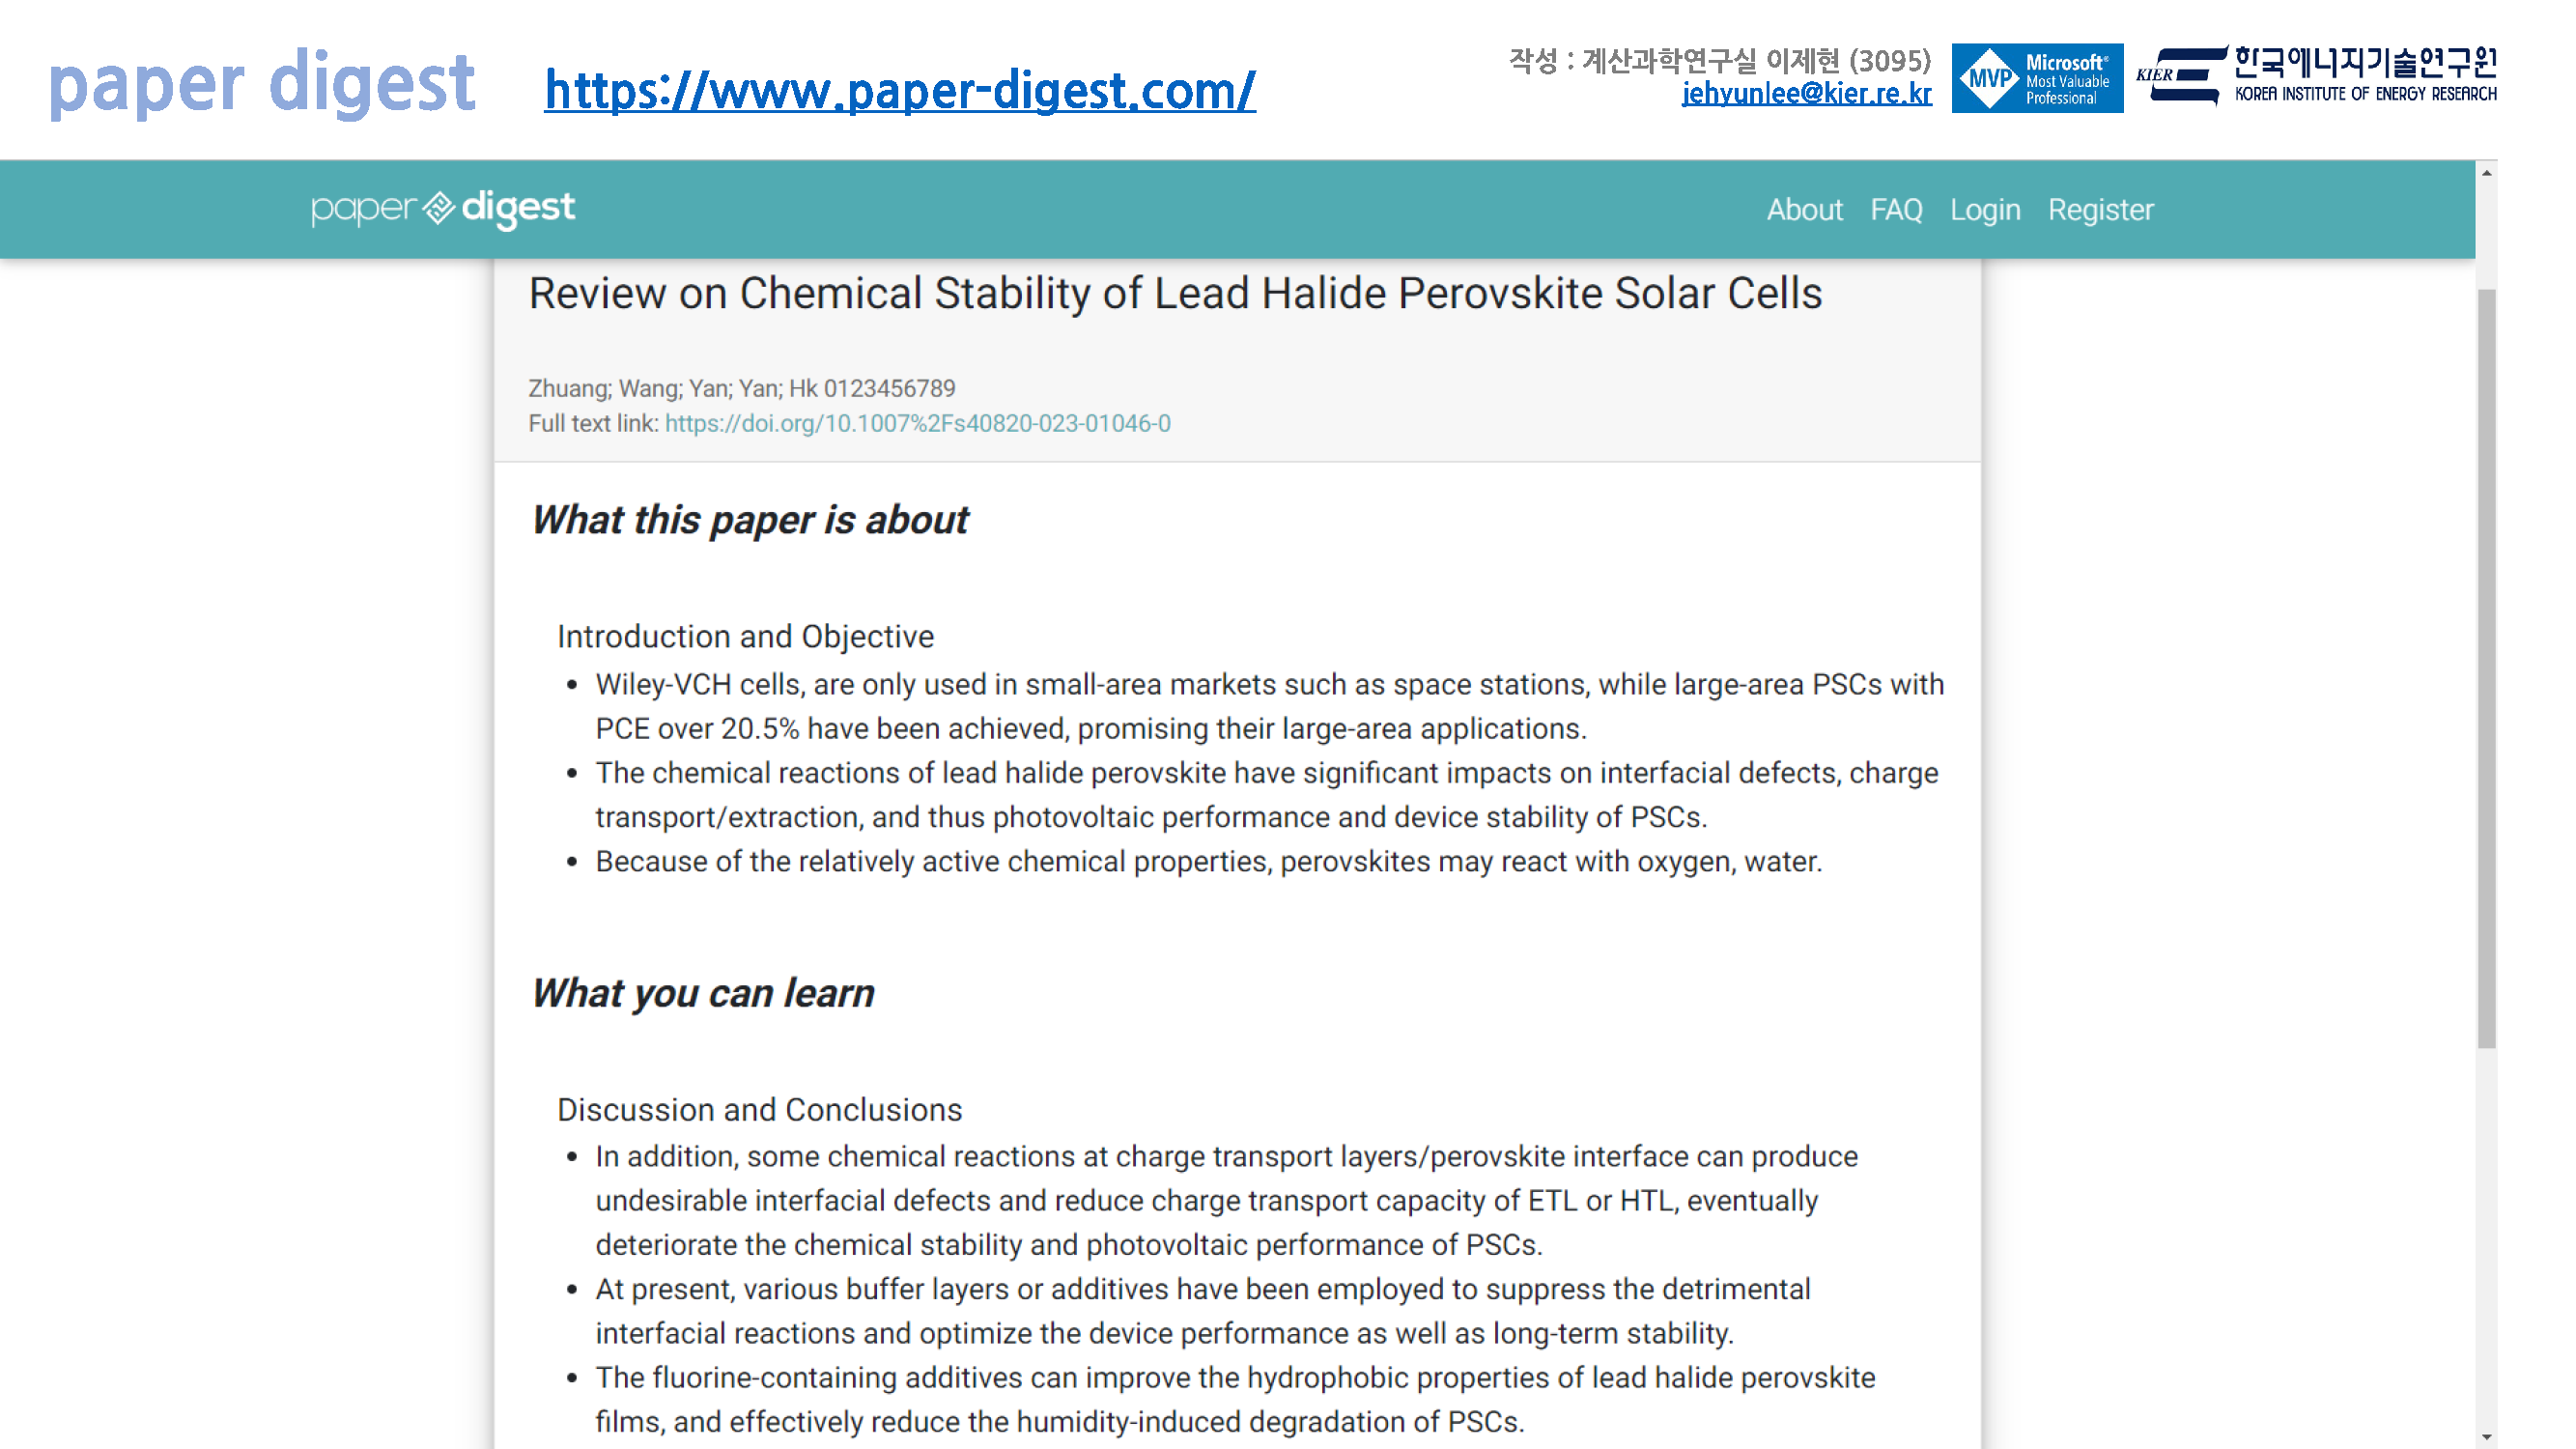 paper digest https://www.paper-digest.com/
작성 : 계산과학연구실 이제현 (3095)
jehyunlee@kier.re.kr
MVP Microsoft® Most Valuable Professional
KIER 한국에너지기술연구원
KOREA INSTITUTE OF ENERGY RESEARCH
paper digest About FAQ Login Register
Review on Chemical Stability of Lead Halide Perovskite Solar Cells
Zhuang; Wang; Yan; Yan; Hk 0123456789
Full text link: https://doi.org/10.1007%2Fs40820-023-01046-0
What this paper is about
Introduction and Objective
• Wiley-VCH cells, are only used in small-area markets such as space stations, while large-area PSCs with
PCE over 20.5% have been achieved, promising their large-area applications.
• The chemical reactions of lead halide perovskite have significant impacts on interfacial defects, charge
transport/extraction, and thus photovoltaic performance and device stability of PSCs.
• Because of the relatively active chemical properties, perovskites may react with oxygen, water.
What you can learn
Discussion and Conclusions
• In addition, some chemical reactions at charge transport layers/perovskite interface can produce
undesirable interfacial defects and reduce charge transport capacity of ETL or HTL, eventually
deteriorate the chemical stability and photovoltaic performance of PSCs.
• At present, various buffer layers or additives have been employed to suppress the detrimental
interfacial reactions and optimize the device performance as well as long-term stability.
• The fluorine-containing additives can improve the hydrophobic properties of lead halide perovskite
films, and effectively reduce the humidity-induced degradation of PSCs.